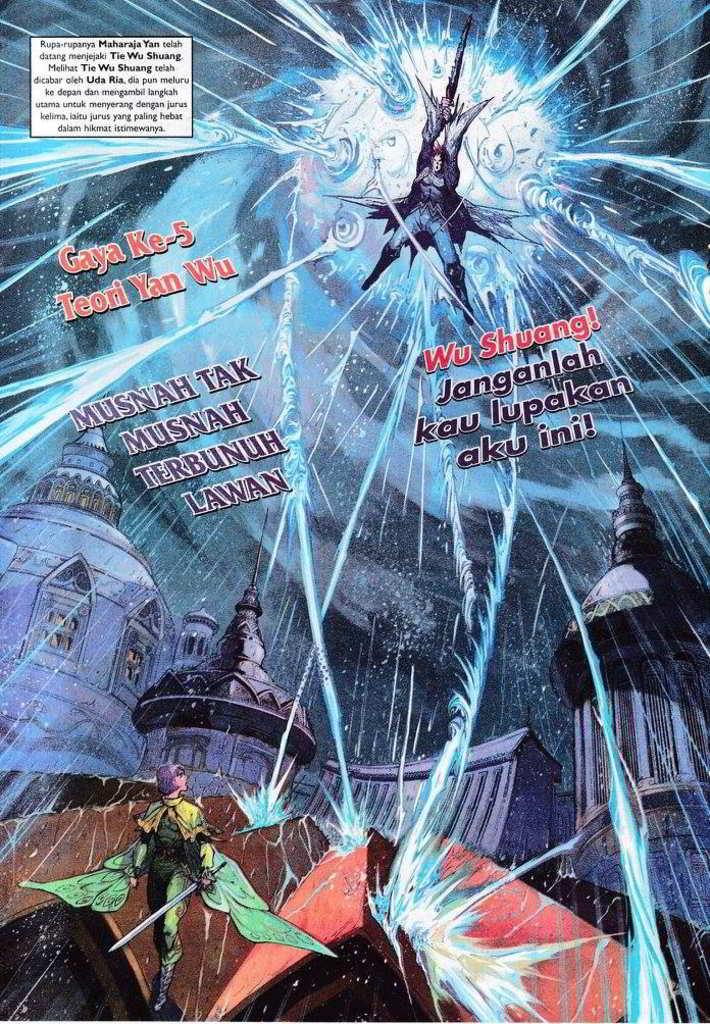 Rupa-rupanya Maharaja Yan telah
datang menjejaki Tie Wu Shuang.
Melihat Tie Wu Shuang telah
dicabar oleh Uda Ria, dia pun meluru
ke depan dan mengambil langkah
utama untuk menyerang dengan jurus
kelima, iaitu jurus yang paling hebat
dalam hikmat istimewanya.
Gaya Ke-5
Teori Yan Wu
Wu Shuang!
Janganlah
kau lupakan
aku ini!
MUSNAH TAK
MUSNAH
TERBUNUH
LAWAN